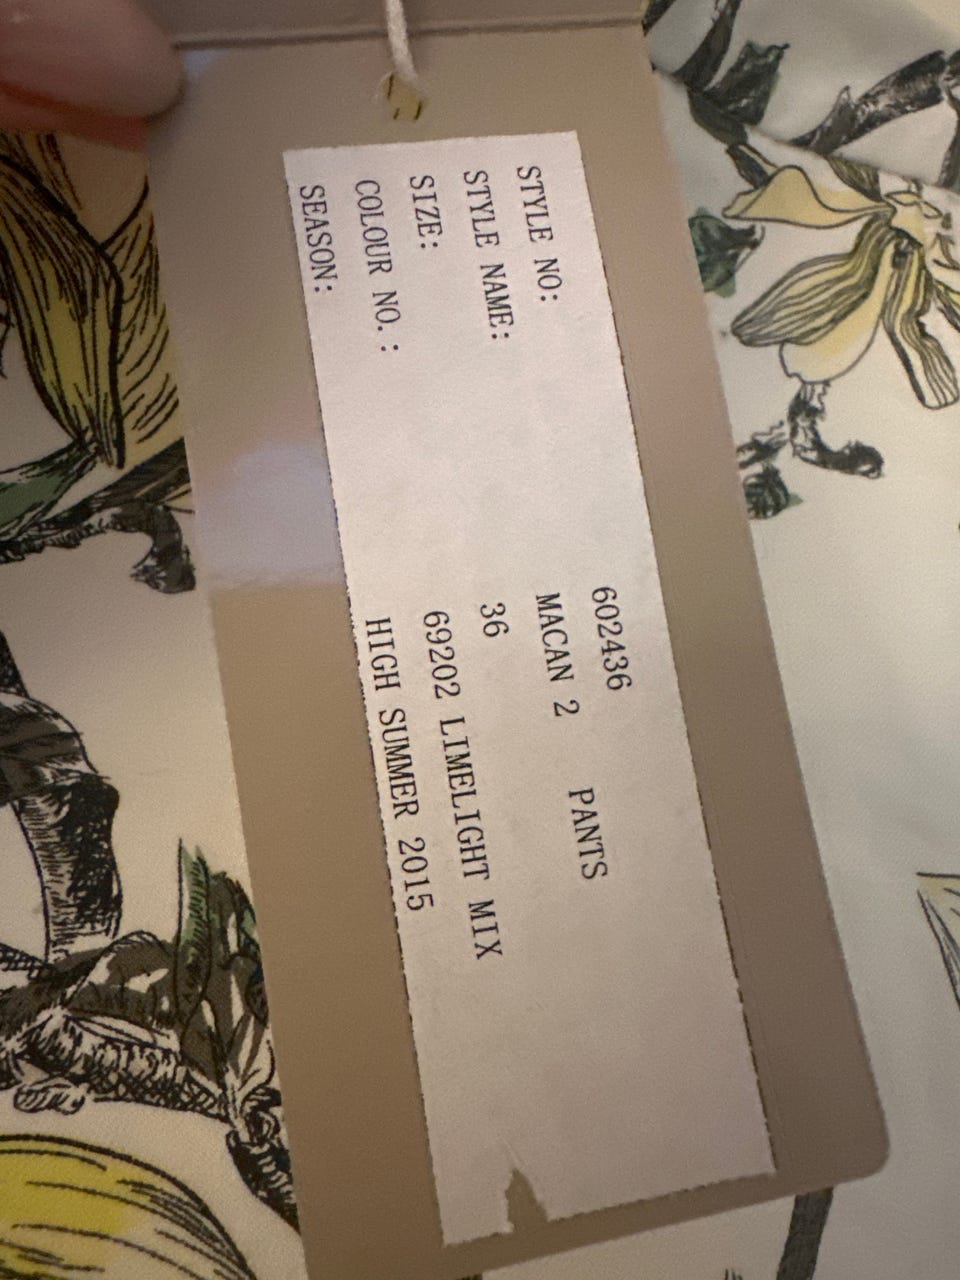 STYLE NO: 602436
STYLE NAME: MACAN 2 PANTS
SIZE: 36
COLOUR NO.: 69202 LIMELIGHT MIX
SEASON: HIGH SUMMER 2015